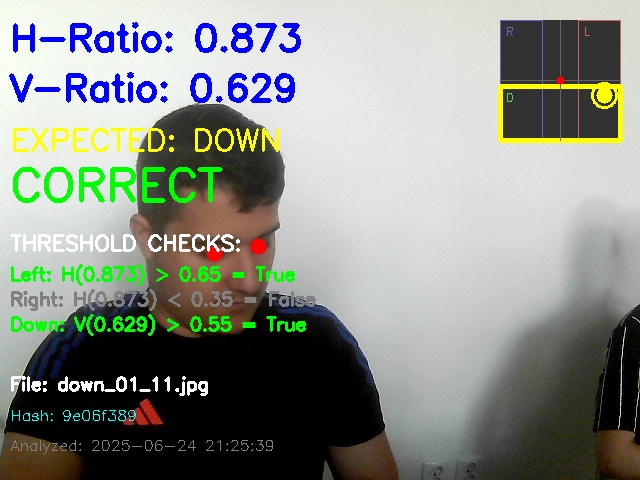 H-Ratio: 0.873
V-Ratio: 0.629
EXPECTED: DOWN
CORRECT
THRESHOLD CHECKS:
Left: H(0.873) > 0.65 = True
Right: H(0.873) < 0.35 = False
Down: V(0.629) > 0.55 = True
File: down_01_11.jpg
Hash: 9e06f389
Analyzed: 2025-06-24 21:25:39
R
L
D